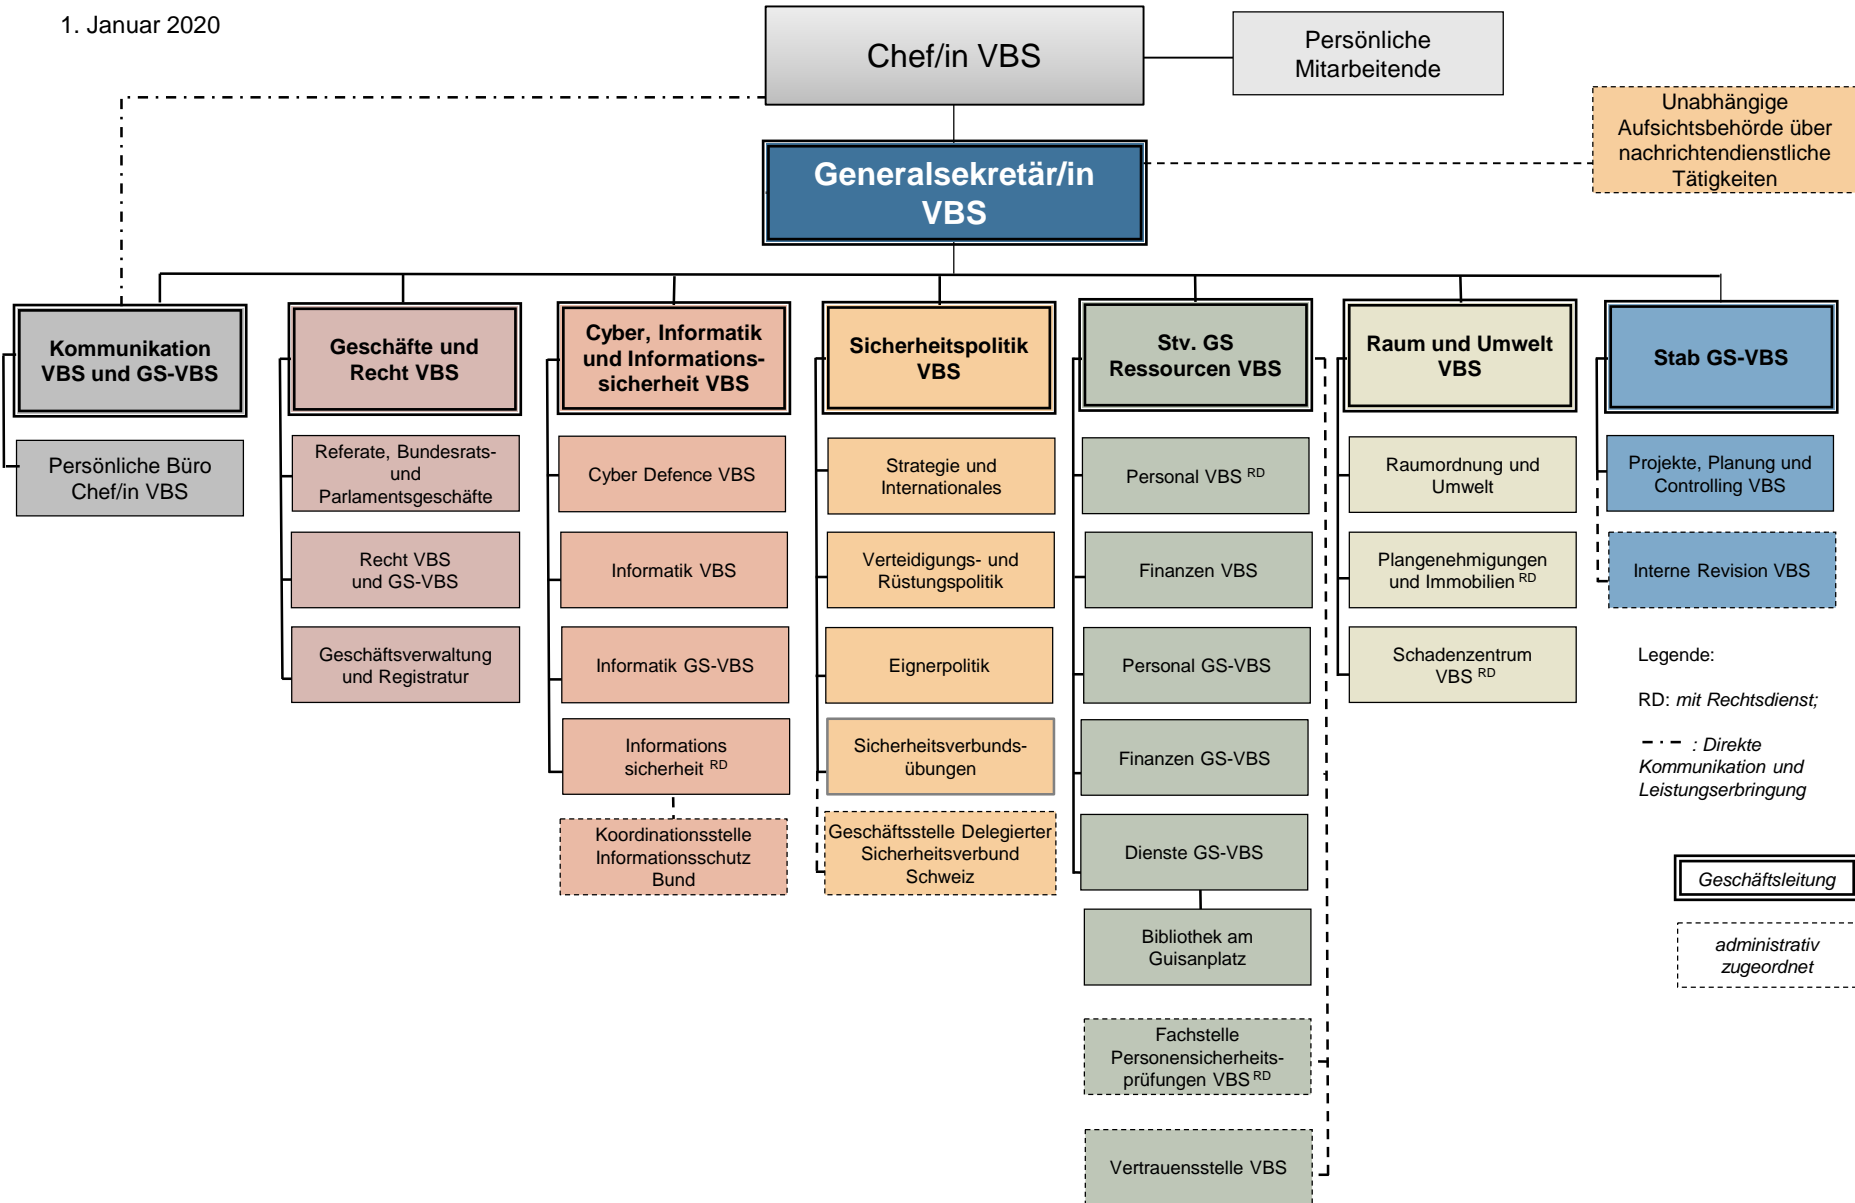 1. Januar 2020
Chef/in VBS
Persönliche
Mitarbeitende
Unabhängige
Aufsichtsbehörde über
nachrichtendienstliche
Tätigkeiten
Generalsekretär/in
VBS
Kommunikation
VBS und GS-VBS
Persönliche Büro
Chef/in VBS
Geschäfte und
Recht VBS
Referate, Bundesrats-
und
Parlamentsgeschäfte
Recht VBS
und GS-VBS
Geschäftsverwaltung
und Registratur
Cyber, Informatik
und Informations-
sicherheit VBS
Cyber Defence VBS
Informatik VBS
Informatik GS-VBS
Informations
sicherheit RD
Koordinationsstelle
Informationsschutz
Bund
Sicherheitspolitik
VBS
Strategie und
Internationales
Verteidigungs- und
Rüstungspolitik
Eignerpolitik
Sicherheitsverbunds-
übungen
Geschäftsstelle Delegierter
Sicherheitsverbund
Schweiz
Stv. GS
Ressourcen VBS
Personal VBS RD
Finanzen VBS
Personal GS-VBS
Finanzen GS-VBS
Dienste GS-VBS
Bibliothek am
Guisanplatz
Fachstelle
Personensicherheits-
prüfungen VBS RD
Vertrauensstelle VBS
Raum und Umwelt
VBS
Raumordnung und
Umwelt
Plangenehmigungen
und Immobilien RD
Schadenzentrum
VBS RD
Stab GS-VBS
Projekte, Planung und
Controlling VBS
Interne Revision VBS
Legende:
RD: mit Rechtsdienst;
: Direkte
Kommunikation und
Leistungserbringung
Geschäftsleitung
administrativ
zugeordnet